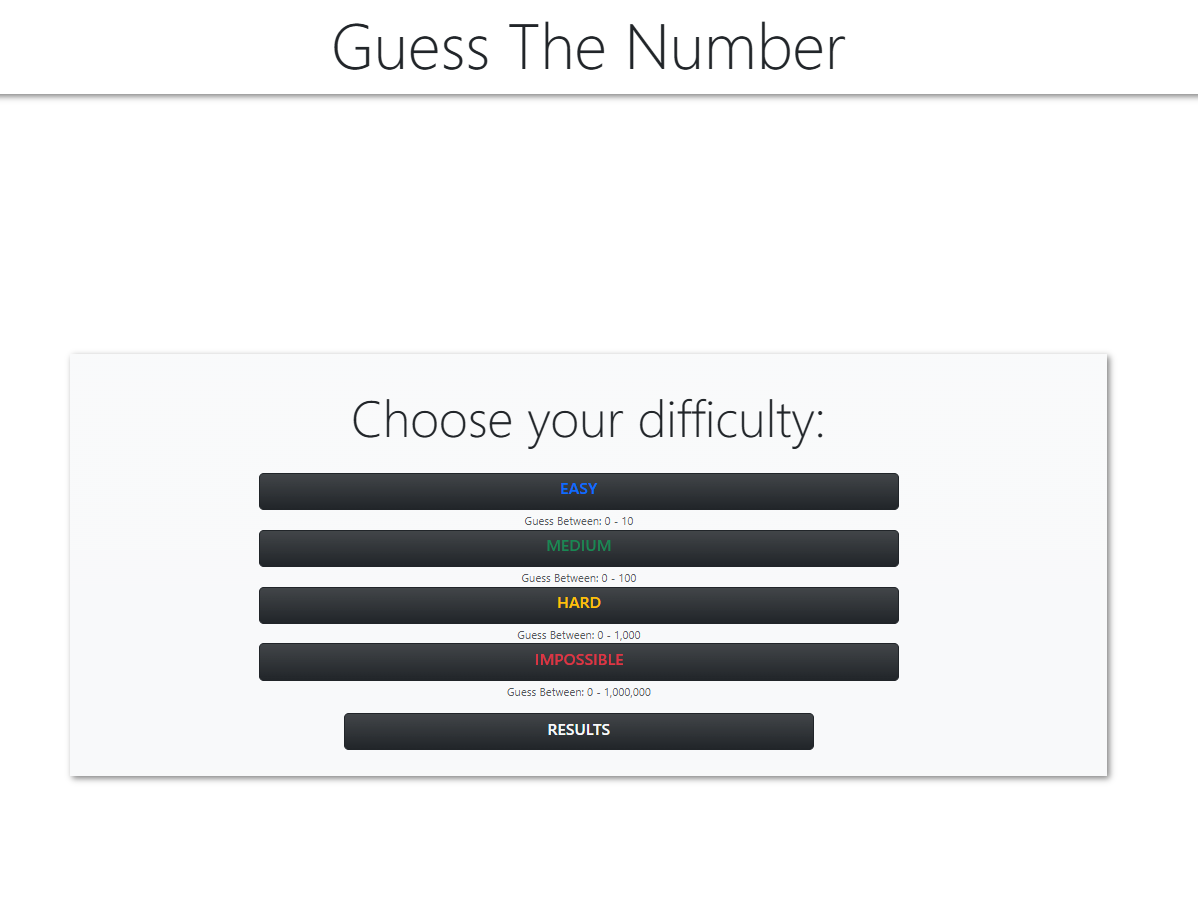 Guess The Number
Choose your difficulty:
EASY
Guess Between: 0 - 10
MEDIUM
Guess Between: 0 - 100
HARD
Guess Between: 0 - 1,000
IMPOSSIBLE
Guess Between: 0 - 1,000,000
RESULTS